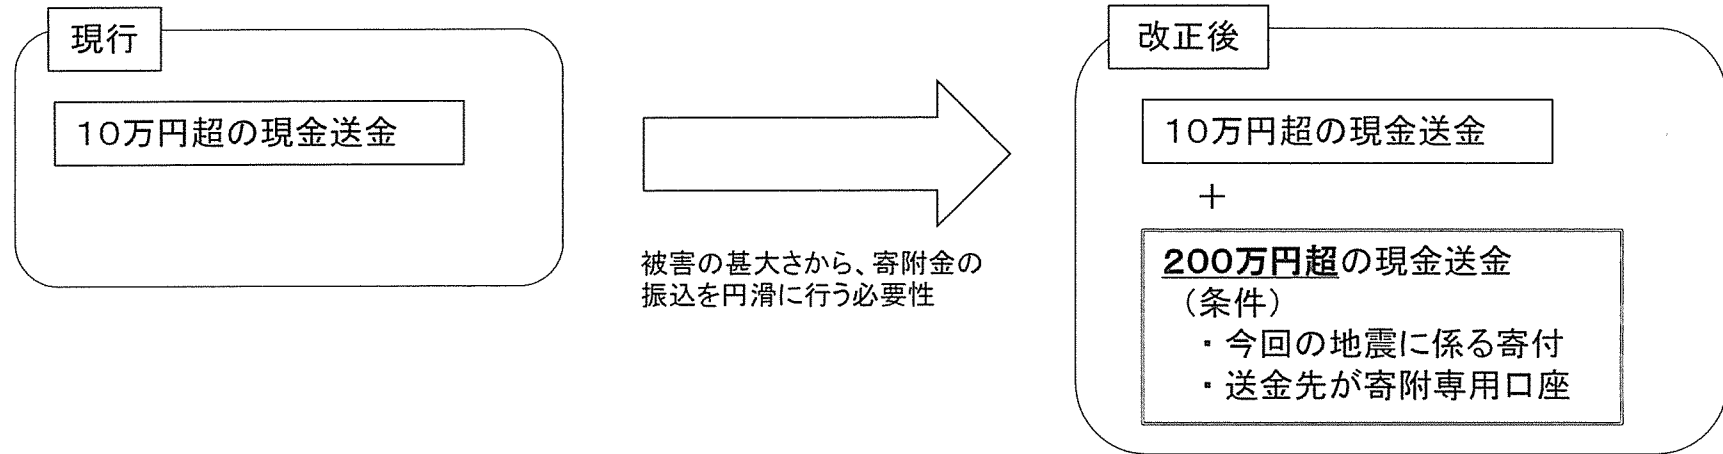 現行
10万円超の現金送金
被害の甚大さから、寄附金の
振込を円滑に行う必要性
改正後
10万円超の現金送金
+
200万円超の現金送金
(条件)
・今回の地震に係る寄付
・送金先が寄附専用口座